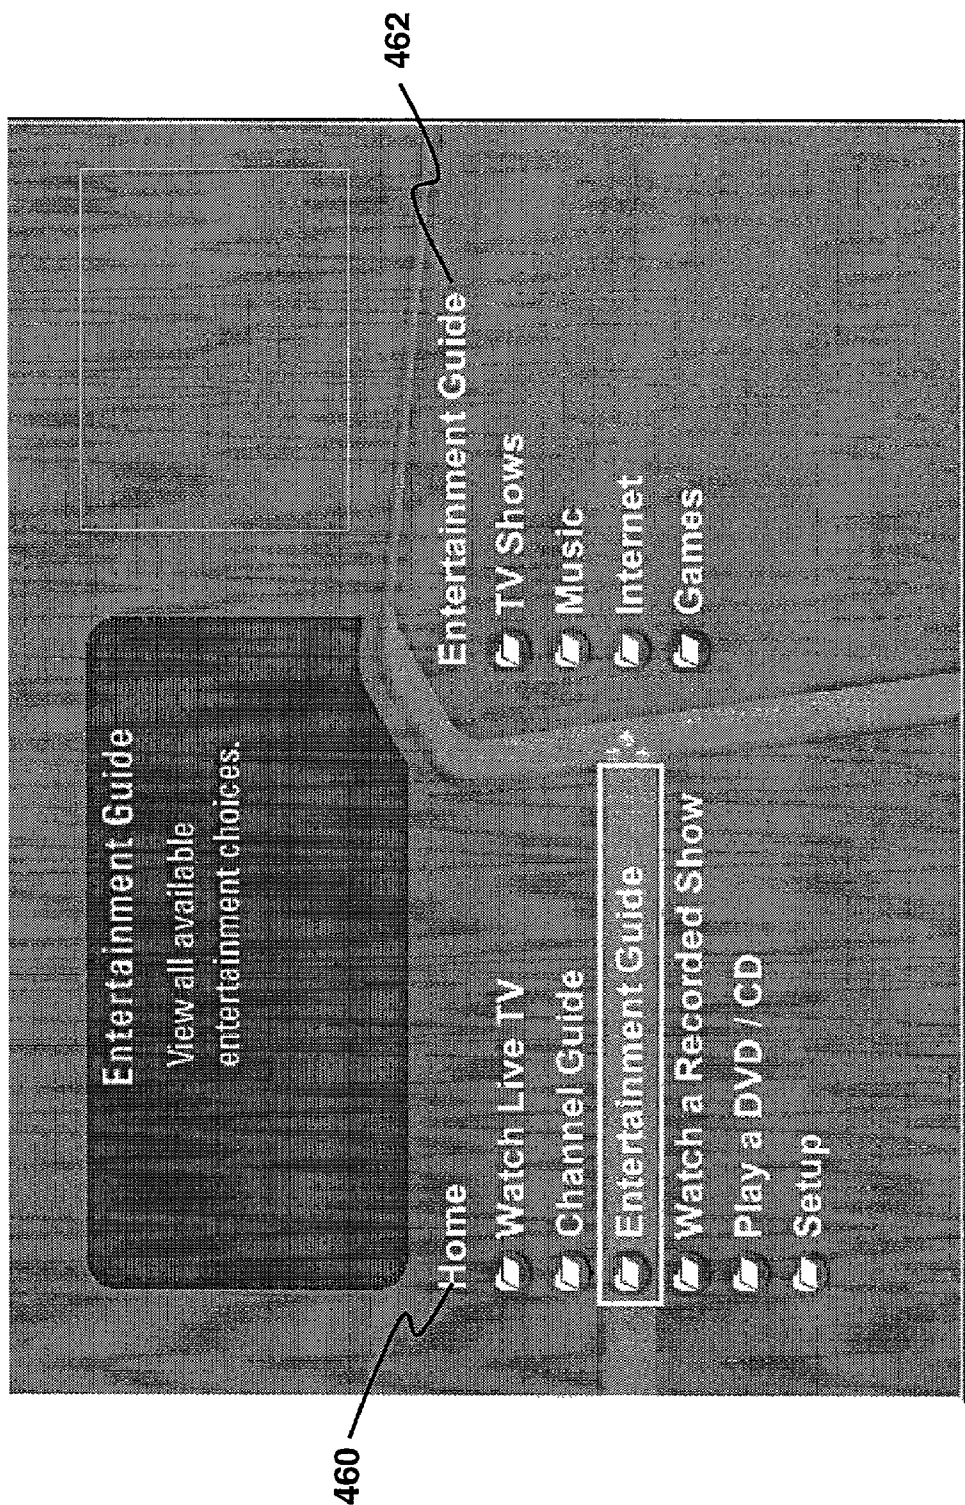 Entertainment Guide
View all available
entertainment choices.
Home
Watch Live TV
Channel Guide
Entertainment Guide
Watch a Recorded Show
Play a DVD / CD
Setup
Entertainment Guide
TV Shows
Music
Internet
Games
460
462